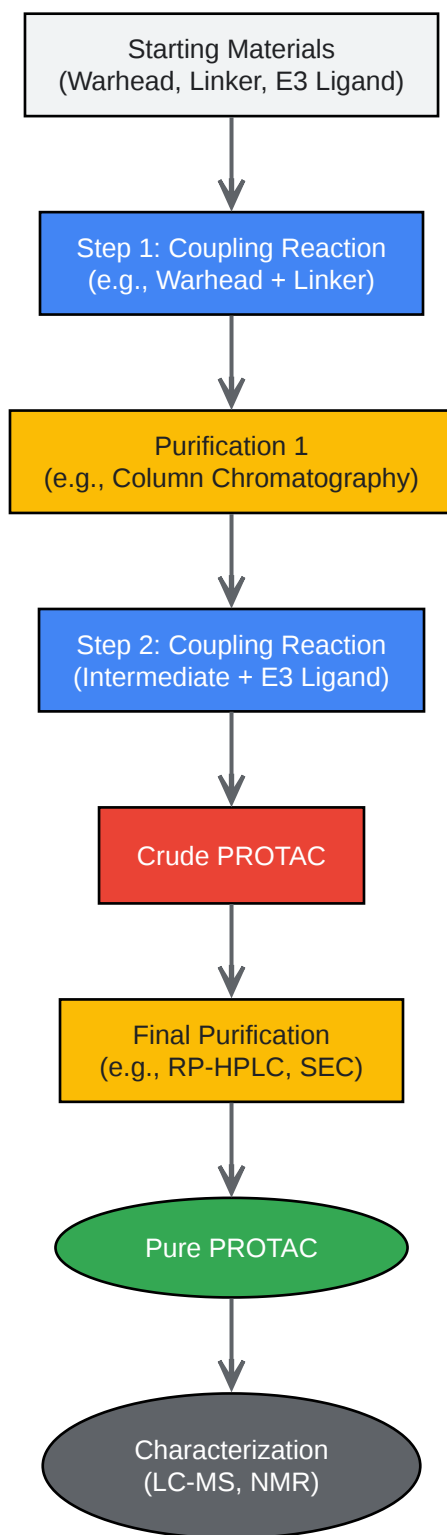 Starting Materials
(Warhead, Linker, E3 Ligand)
Step 1: Coupling Reaction
(e.g., Warhead + Linker)
Purification 1
(e.g., Column Chromatography)
Step 2: Coupling Reaction
(Intermediate + E3 Ligand)
Crude PROTAC
Final Purification
(e.g., RP-HPLC, SEC)
Pure PROTAC
Characterization
(LC-MS, NMR)